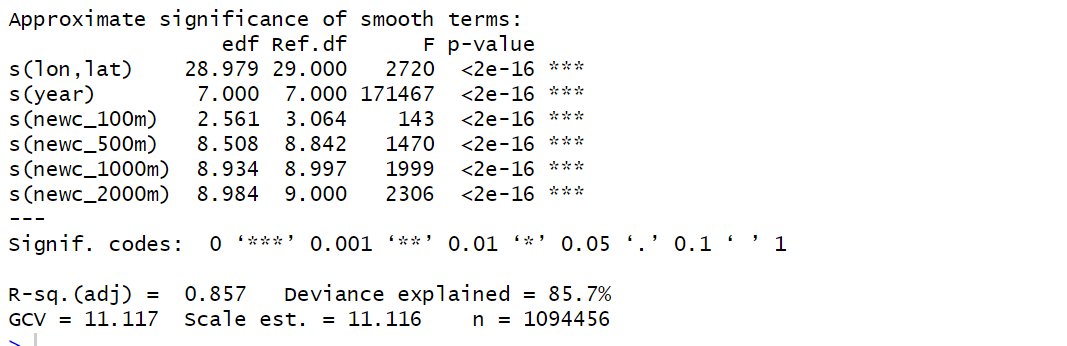 Approximate significance of smooth terms:
                 edf Ref.df      F p-value
s(lon,lat)    28.979 29.000   2720  <2e-16 ***
s(year)        7.000  7.000 171467  <2e-16 ***
s(newc_100m)   2.561  3.064    143  <2e-16 ***
s(newc_500m)   8.508  8.842   1470  <2e-16 ***
s(newc_1000m)  8.934  8.997   1999  <2e-16 ***
s(newc_2000m)  8.984  9.000   2306  <2e-16 ***
---
Signif. codes:  0 ‘***’ 0.001 ‘**’ 0.01 ‘*’ 0.05 ‘.’ 0.1 ‘ ’ 1
R-sq.(adj) =  0.857   Deviance explained = 85.7%
GCV = 11.117  Scale est. = 11.116    n = 1094456
>